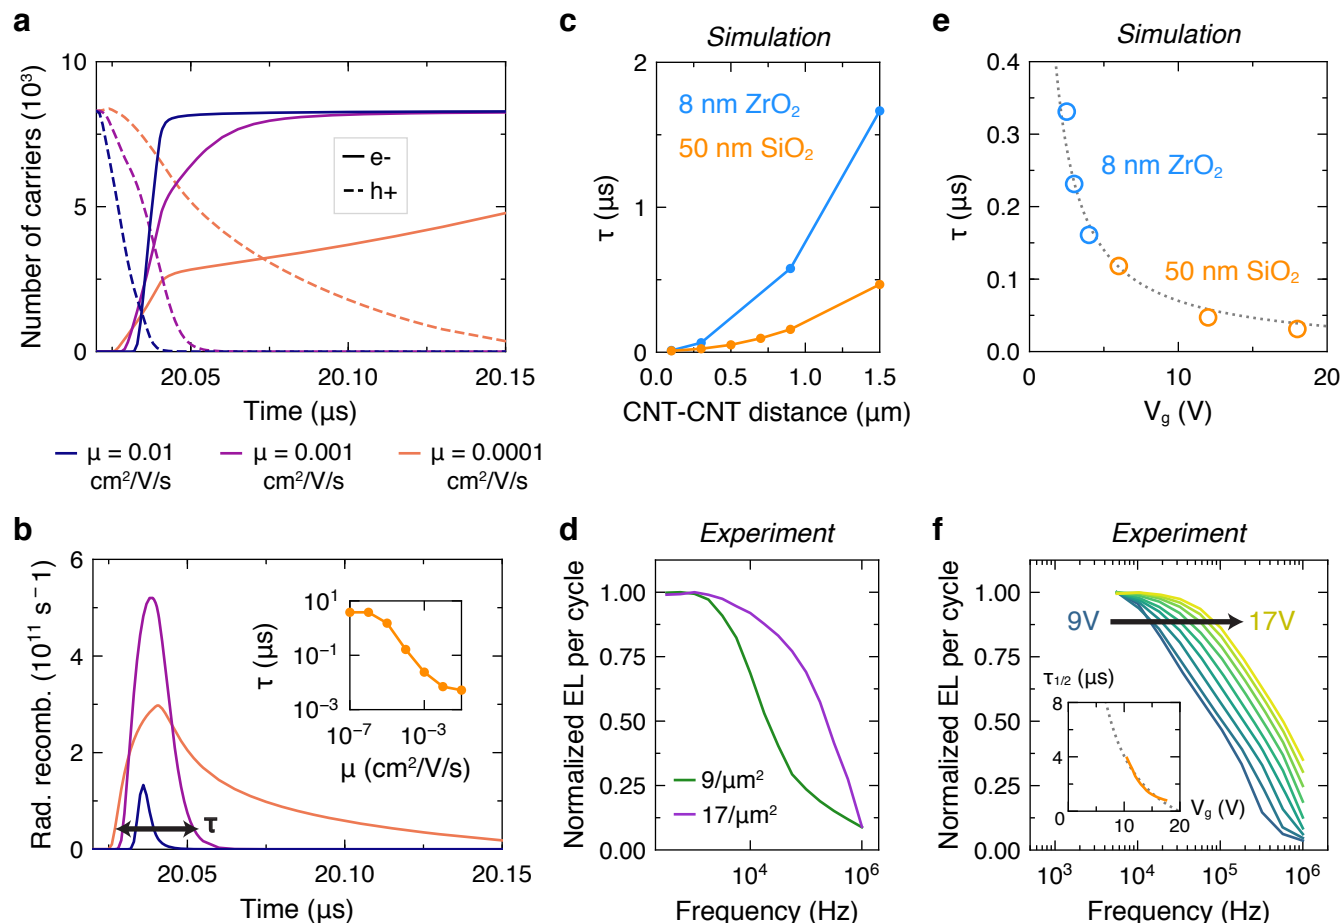 a
Number of carriers (10³)
10
5
0
e-
h+
20.05
20.10
20.15
Time (µs)
µ = 0.01
cm²/V/s
µ = 0.001
cm²/V/s
µ = 0.0001
cm²/V/s
b
Rad. recomb. (10¹¹ s⁻1)
6
4
2
0
τ
20.05
20.10
20.15
Time (µs)
τ (µs)
10¹
10⁻¹
10⁻³
10⁻⁷
10⁻³
µ (cm²/V/s)
c
Simulation
τ (µs)
2
1
0
8 nm ZrO₂
50 nm SiO₂
0.0
0.5
1.0
1.5
CNT-CNT distance (µm)
d
Experiment
Normalized EL per cycle
1.00
0.75
0.50
0.25
0.00
9/µm²
17/µm²
10⁴
10⁶
Frequency (Hz)
e
Simulation
τ (µs)
0.4
0.3
0.2
0.1
0.0
8 nm ZrO₂
50 nm SiO₂
0
10
20
V₉ (V)
f
Experiment
Normalized EL per cycle
1.00
0.75
0.50
0.25
0.00
9V
17V
τ₁/₂ (µs)
8
4
0
10
20
V₉ (V)
10³
10⁴
10⁵
10⁶
Frequency (Hz)